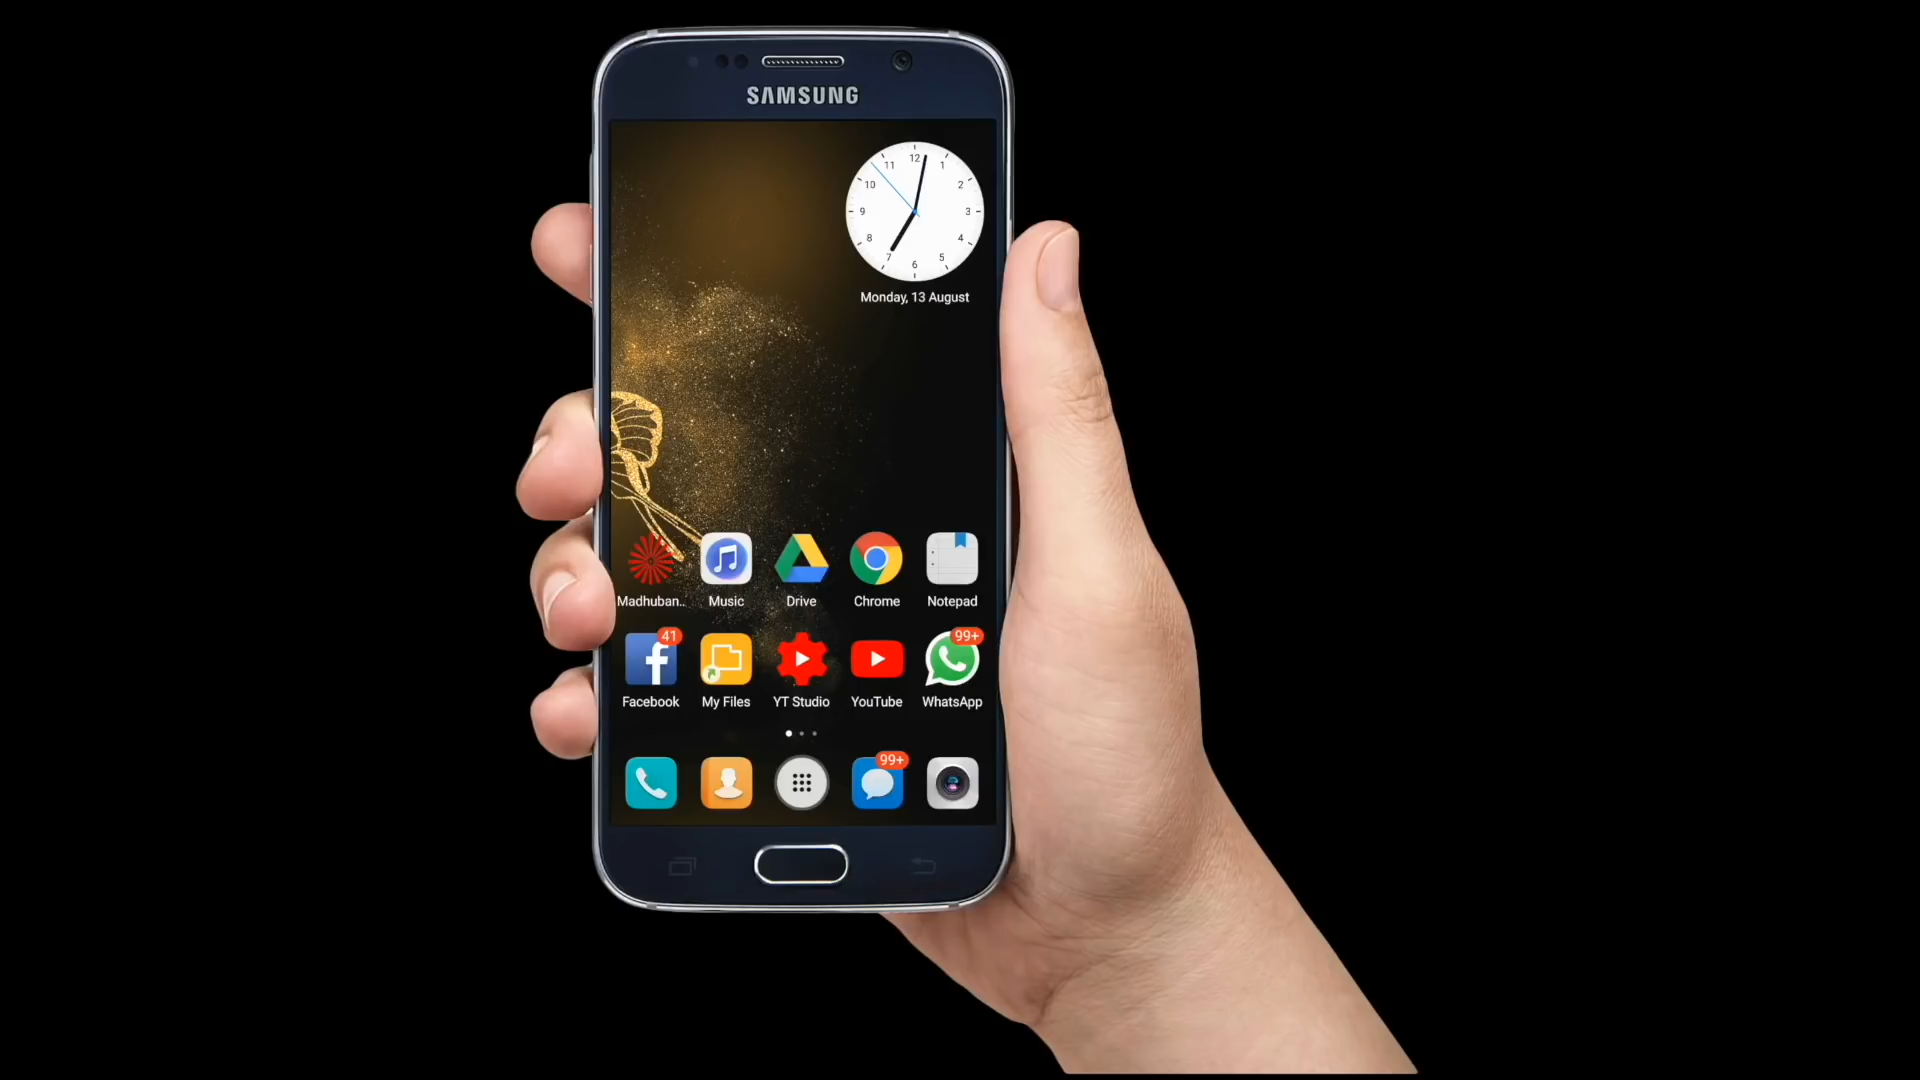 SAMSUNG
12
11
1
10
2
9
3
8
4
7
5
6
Monday, 13 August
Madhuban..
Music
Drive
Chrome
Notepad
41
99+
Facebook
My Files
YT Studio
YouTube
WhatsApp
99+